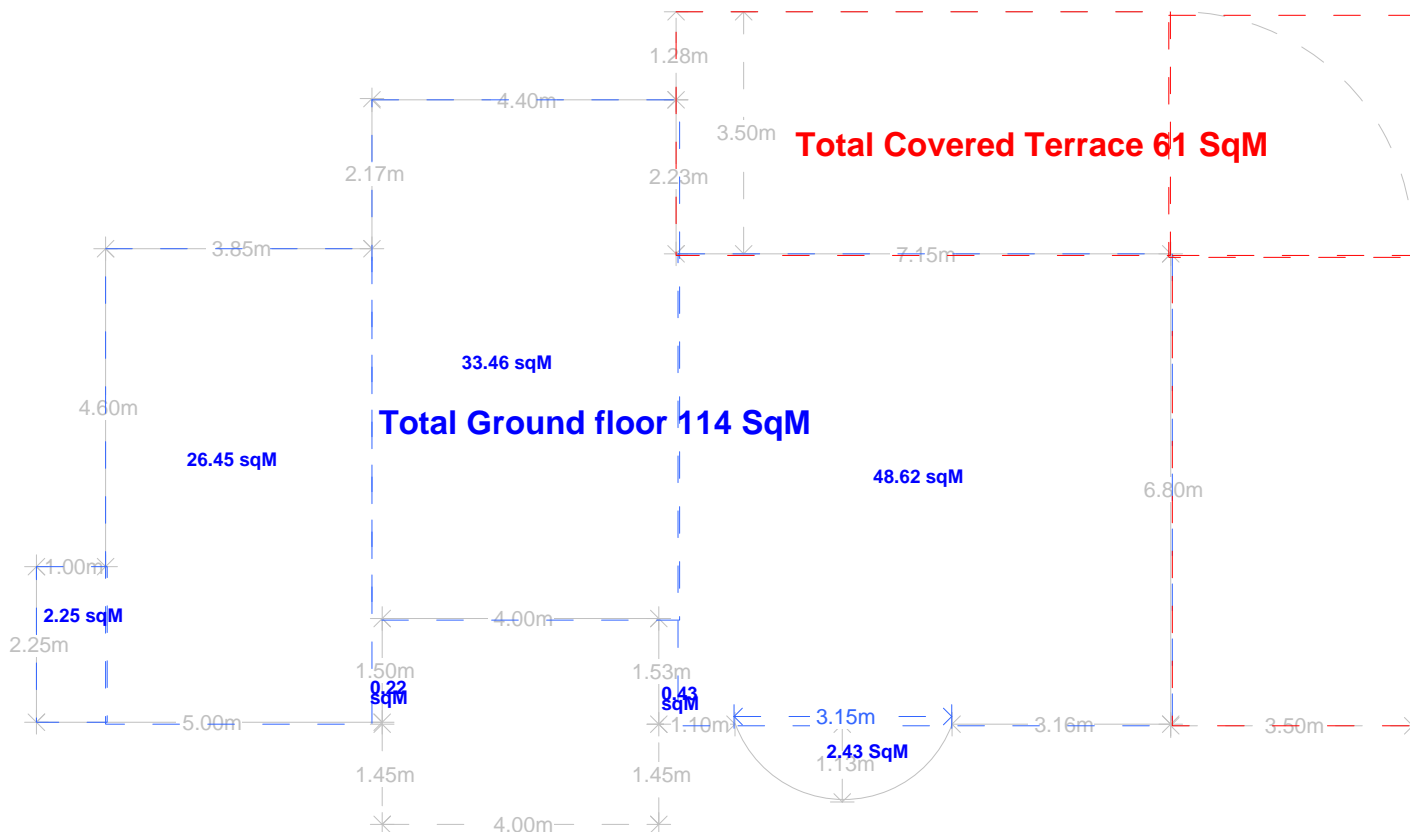 1.28m
4.40m
3.50m
Total Covered Terrace 61 SqM
2.17m
2.23m
3.85m
7.15m
33.46 sqM
4.60m
Total Ground floor 114 SqM
26.45 sqM
48.62 sqM
6.80m
1.00m
2.25 sqM
4.00m
2.25m
1.50m
1.53m
0.22
sqM
0.43
sqM
5.00m
1.10m
3.15m
3.16m
3.50m
2.43 SqM
1.13m
1.45m
1.45m
4.00m